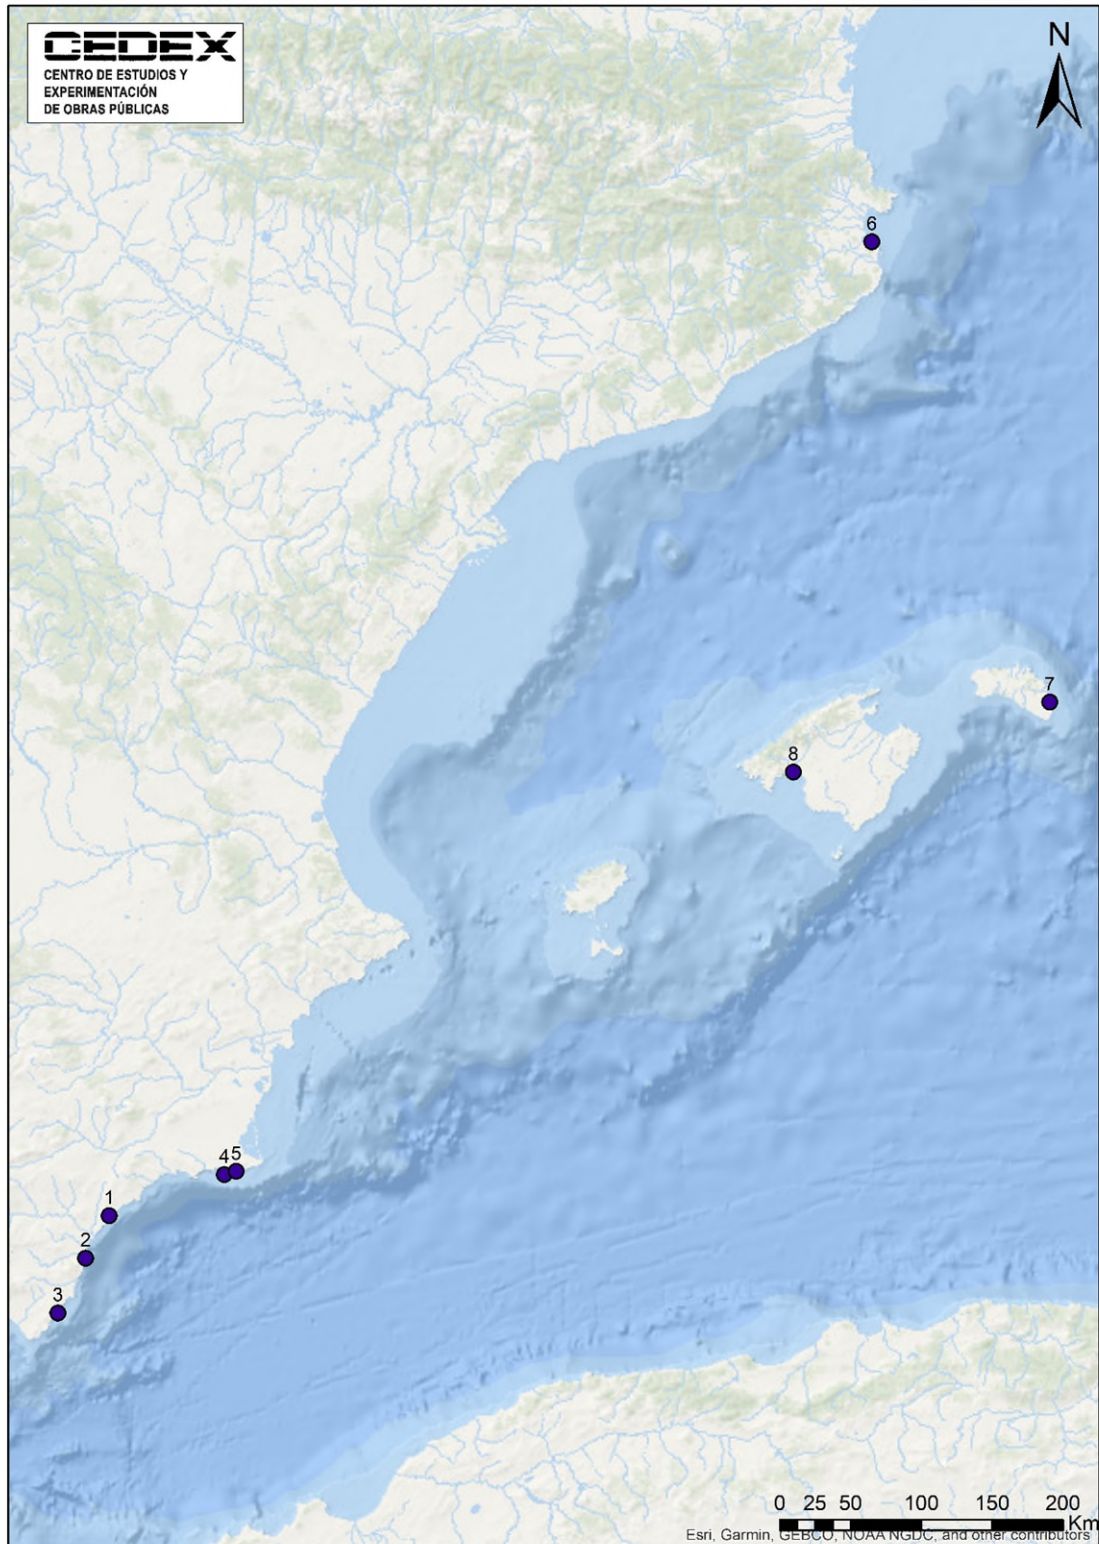 CEDEX
CENTRO DE ESTUDIOS Y
EXPERIMENTACIÓN
DE OBRAS PÚBLICAS
N
6
7
8
4 5
1
2
3
0 25 50 100 150 200
Km
Esri, Garmin, GEBCO, NOAA NGDC, and other contributors